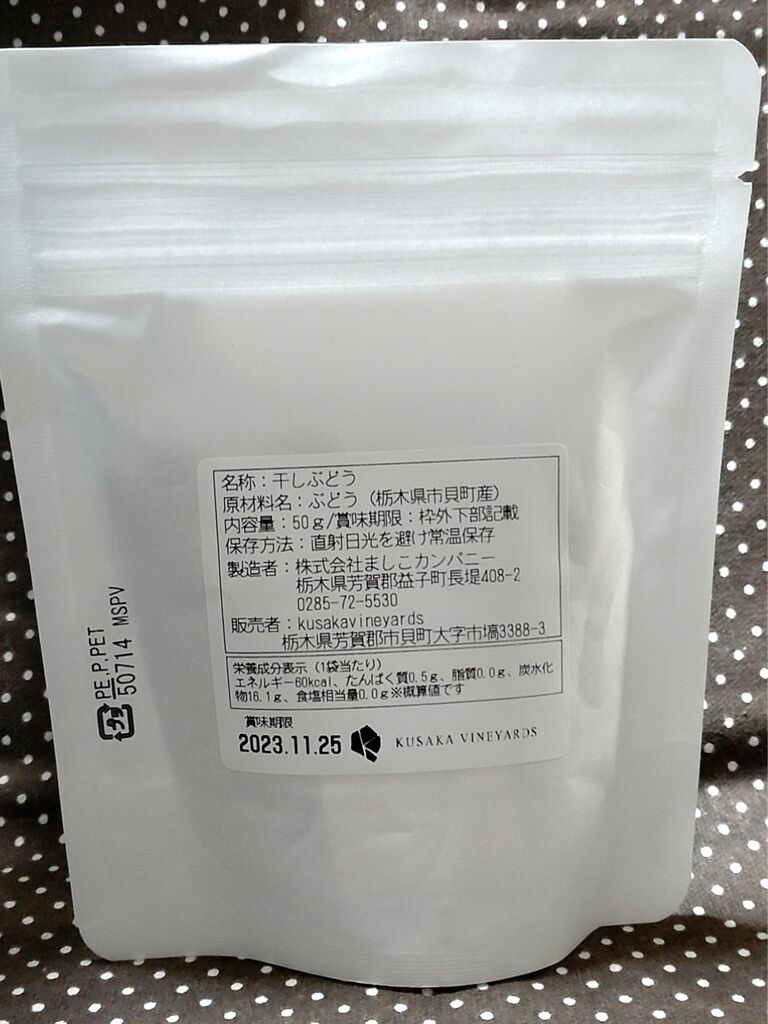 名称：干しぶどう
原材料名：ぶどう（栃木県市貝町産）
内容量：50g/賞味期限：枠外下部記載
保存方法：直射日光を避け常温保存
製造者：株式会社ましこカンパニー
栃木県芳賀郡益子町長堤408-2
0285-72-5530
販売者：kusakavineyards
栃木県芳賀郡市貝町大字市塙3388-3
栄養成分表示（1袋当たり）
エネルギー60kcal、たんぱく質0.5g、脂質0.0g、炭水化
物16.1g、食塩相当量0.0g※概算値です
賞味期限
2023.11.25
KUSAKA VINEYARDS
プラ
PE,P,PET
50714 MSPV